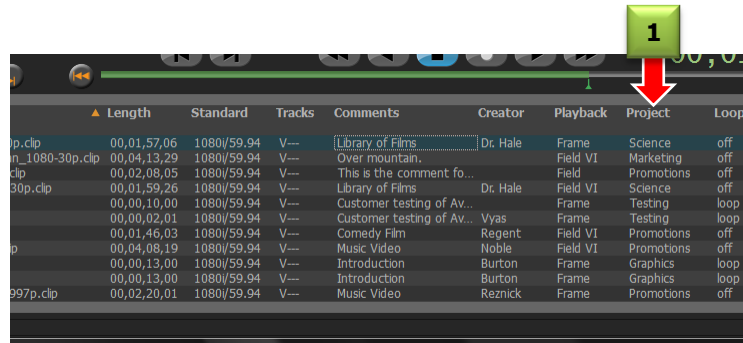 1
00,01
Length Standard Tracks Comments Creator Playback Project Loop
0p.clip 00,01,57,06 1080i/59.94 V--- Library of Films Dr. Hale Frame Science off
n_1080-30p.clip 00,04,13,29 1080i/59.94 V--- Over mountain. Field VI Marketing off
clip 00,02,08,05 1080i/59.94 V--- This is the comment fo... Field Promotions off
30p.clip 00,01,59,26 1080i/59.94 V--- Library of Films Dr. Hale Field VI Science off
00,00,10,00 1080i/59.94 V--- Customer testing of Av... Frame Testing loop
00,00,02,01 1080i/59.94 V--- Customer testing of Av... Vyas Frame Testing loop
00,01,46,03 1080i/59.94 V--- Comedy Film Regent Field VI Promotions off
ip 00,04,08,19 1080i/59.94 V--- Music Video Noble Field VI Promotions off
00,00,13,00 1080i/59.94 V--- Introduction Burton Frame Graphics loop
00,00,13,00 1080i/59.94 V--- Introduction Burton Frame Graphics loop
997p.clip 00,02,20,01 1080i/59.94 V--- Music Video Reznick Frame Promotions off